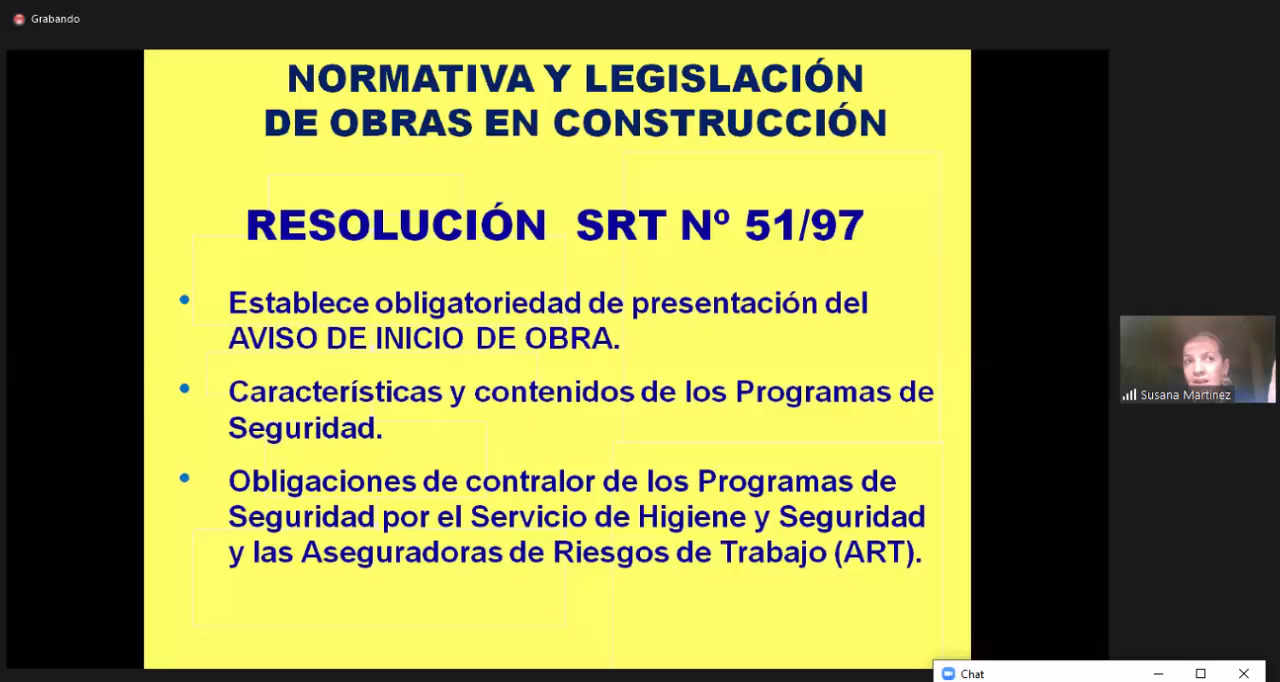 Grabando
NORMATIVA Y LEGISLACIÓN
DE OBRAS EN CONSTRUCCIÓN
RESOLUCIÓN SRT Nº 51/97
• Establece obligatoriedad de presentación del
AVISO DE INICIO DE OBRA.
• Características y contenidos de los Programas de
Seguridad.
• Obligaciones de contralor de los Programas de
Seguridad por el Servicio de Higiene y Seguridad
y las Aseguradoras de Riesgos de Trabajo (ART).
Susana Martinez
Chat